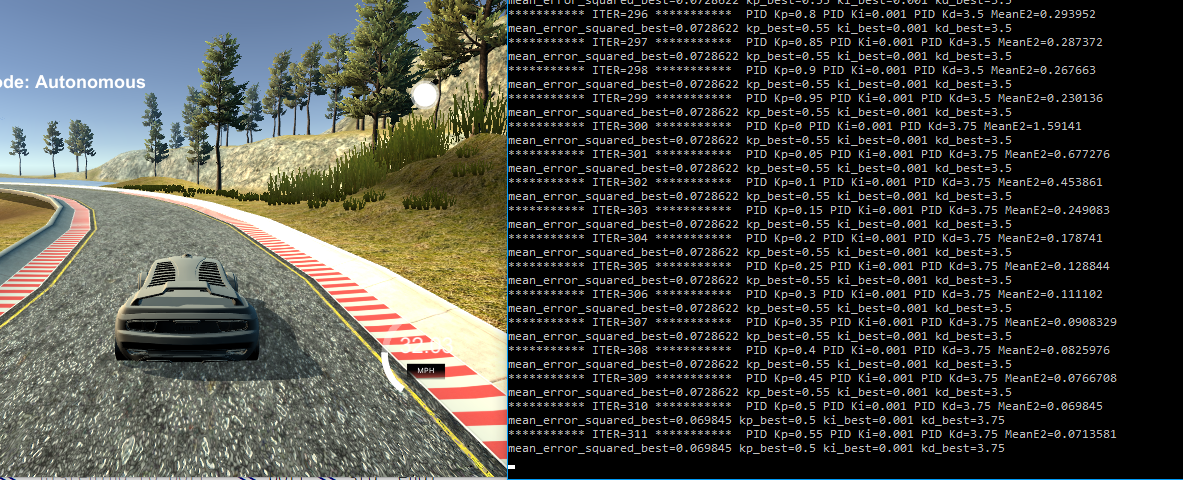 ode: Autonomous
MPH
mean_error_squared_best=0.0728622 kp_best=0.55 ki_best=0.001 kd_best=3.5
*********** ITER=296 *********** PID Kp=0.8 PID Ki=0.001 PID Kd=3.5 MeanE2=0.293952
mean_error_squared_best=0.0728622 kp_best=0.55 ki_best=0.001 kd_best=3.5
*********** ITER=297 *********** PID Kp=0.85 PID Ki=0.001 PID Kd=3.5 MeanE2=0.287372
mean_error_squared_best=0.0728622 kp_best=0.55 ki_best=0.001 kd_best=3.5
*********** ITER=298 *********** PID Kp=0.9 PID Ki=0.001 PID Kd=3.5 MeanE2=0.267663
mean_error_squared_best=0.0728622 kp_best=0.55 ki_best=0.001 kd_best=3.5
*********** ITER=299 *********** PID Kp=0.95 PID Ki=0.001 PID Kd=3.5 MeanE2=0.230136
mean_error_squared_best=0.0728622 kp_best=0.55 ki_best=0.001 kd_best=3.5
*********** ITER=300 *********** PID Kp=0 PID Ki=0.001 PID Kd=3.75 MeanE2=1.59141
mean_error_squared_best=0.0728622 kp_best=0.55 ki_best=0.001 kd_best=3.5
*********** ITER=301 *********** PID Kp=0.05 PID Ki=0.001 PID Kd=3.75 MeanE2=0.677276
mean_error_squared_best=0.0728622 kp_best=0.55 ki_best=0.001 kd_best=3.5
*********** ITER=302 *********** PID Kp=0.1 PID Ki=0.001 PID Kd=3.75 MeanE2=0.453861
mean_error_squared_best=0.0728622 kp_best=0.55 ki_best=0.001 kd_best=3.5
*********** ITER=303 *********** PID Kp=0.15 PID Ki=0.001 PID Kd=3.75 MeanE2=0.249083
mean_error_squared_best=0.0728622 kp_best=0.55 ki_best=0.001 kd_best=3.5
*********** ITER=304 *********** PID Kp=0.2 PID Ki=0.001 PID Kd=3.75 MeanE2=0.178741
mean_error_squared_best=0.0728622 kp_best=0.55 ki_best=0.001 kd_best=3.5
*********** ITER=305 *********** PID Kp=0.25 PID Ki=0.001 PID Kd=3.75 MeanE2=0.128844
mean_error_squared_best=0.0728622 kp_best=0.55 ki_best=0.001 kd_best=3.5
*********** ITER=306 *********** PID Kp=0.3 PID Ki=0.001 PID Kd=3.75 MeanE2=0.111102
mean_error_squared_best=0.0728622 kp_best=0.55 ki_best=0.001 kd_best=3.5
*********** ITER=307 *********** PID Kp=0.35 PID Ki=0.001 PID Kd=3.75 MeanE2=0.0908329
mean_error_squared_best=0.0728622 kp_best=0.55 ki_best=0.001 kd_best=3.5
*********** ITER=308 *********** PID Kp=0.4 PID Ki=0.001 PID Kd=3.75 MeanE2=0.0825976
mean_error_squared_best=0.0728622 kp_best=0.55 ki_best=0.001 kd_best=3.5
*********** ITER=309 *********** PID Kp=0.45 PID Ki=0.001 PID Kd=3.75 MeanE2=0.0766708
mean_error_squared_best=0.0728622 kp_best=0.55 ki_best=0.001 kd_best=3.5
*********** ITER=310 *********** PID Kp=0.5 PID Ki=0.001 PID Kd=3.75 MeanE2=0.069845
mean_error_squared_best=0.069845 kp_best=0.5 ki_best=0.001 kd_best=3.75
*********** ITER=311 *********** PID Kp=0.55 PID Ki=0.001 PID Kd=3.75 MeanE2=0.0713581
mean_error_squared_best=0.069845 kp_best=0.5 ki_best=0.001 kd_best=3.75